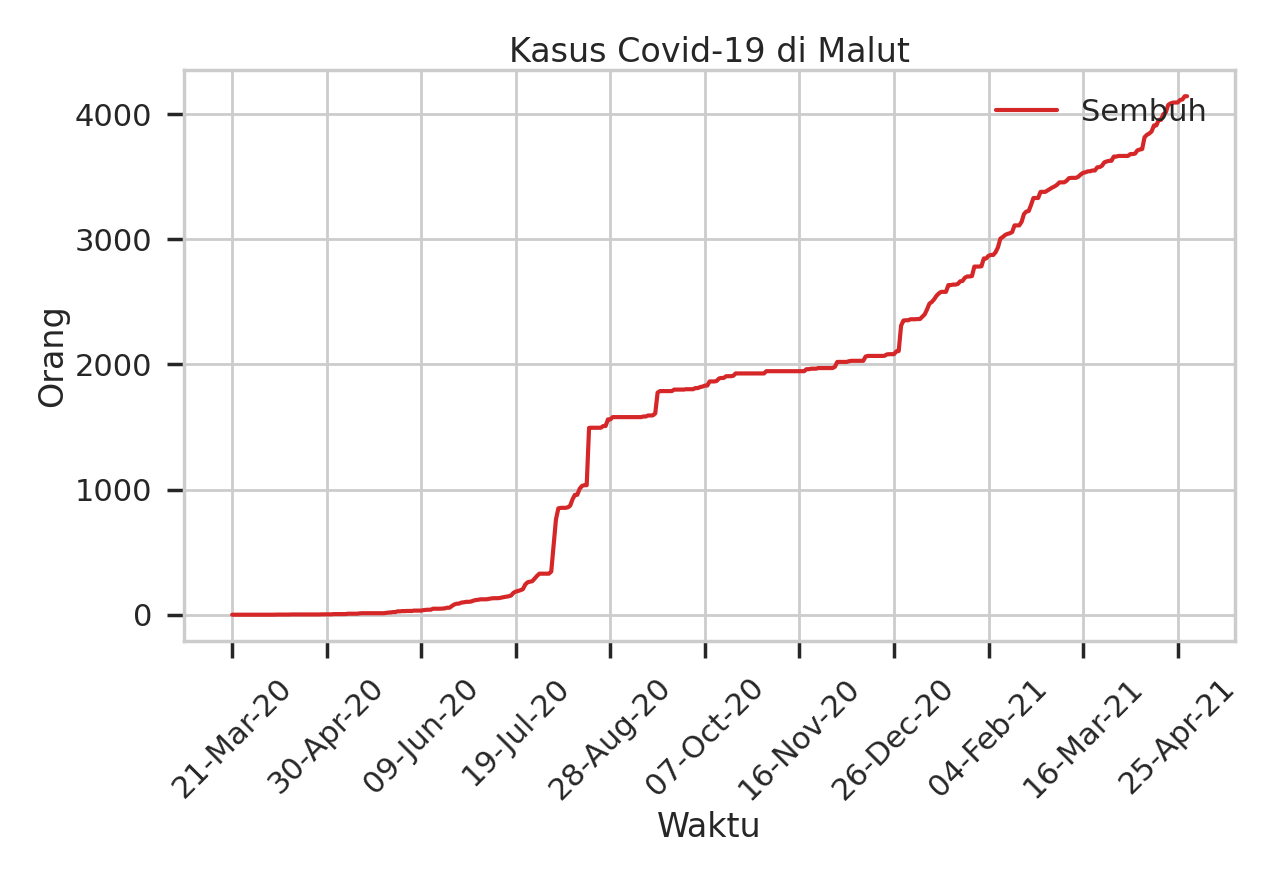 Kasus Covid-19 di Malut
Sembuh
4000
3000
2000
1000
0
Orang
21-Mar-20
30-Apr-20
09-Jun-20
19-Jul-20
28-Aug-20
07-Oct-20
16-Nov-20
26-Dec-20
04-Feb-21
16-Mar-21
25-Apr-21
Waktu